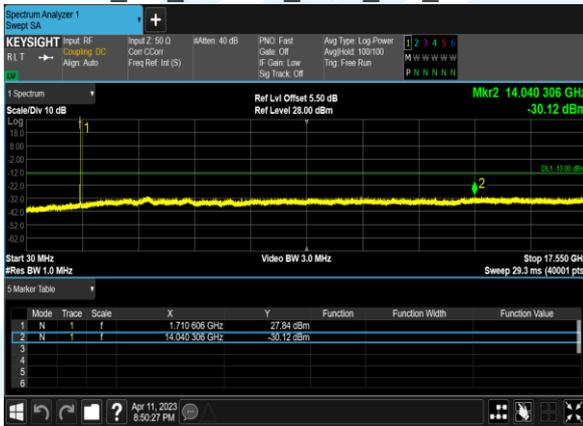 Spectrum Analyzer 1
Swept SA
KEYSIGHT
RLT
Input: RF
Coupling: DC
Align: Auto
Input Z: 50 Ω
Corr CCorr
Freq Ref: Int (S)
#Atten: 40 dB
PNO: Fast
Gate: Off
IF Gain: Low
Sig Track: Off
Avg Type: Log-Power
Avg|Hold: 100/100
Trig: Free Run
1 2 3 4 5 6
M W W W W W
P N N N N N
1 Spectrum
Scale/Div 10 dB
Ref Lvl Offset 5.50 dB
Ref Level 28.00 dBm
Mkr2 14.040 306 GHz
-30.12 dBm
Log
18.0
8.00
-2.00
-12.0
-22.0
-32.0
-42.0
-52.0
-62.0
1
2
DL1 -13.00 dBm
Start 30 MHz
#Res BW 1.0 MHz
Video BW 3.0 MHz
Stop 17.550 GHz
Sweep 29.3 ms (40001 pts)
5 Marker Table
Mode Trace Scale X Y Function Function Width Function Value
1 N 1 f 1.710 606 GHz 27.84 dBm
2 N 1 f 14.040 306 GHz -30.12 dBm
3
4
5
6
Apr 11, 2023
8:50:27 PM